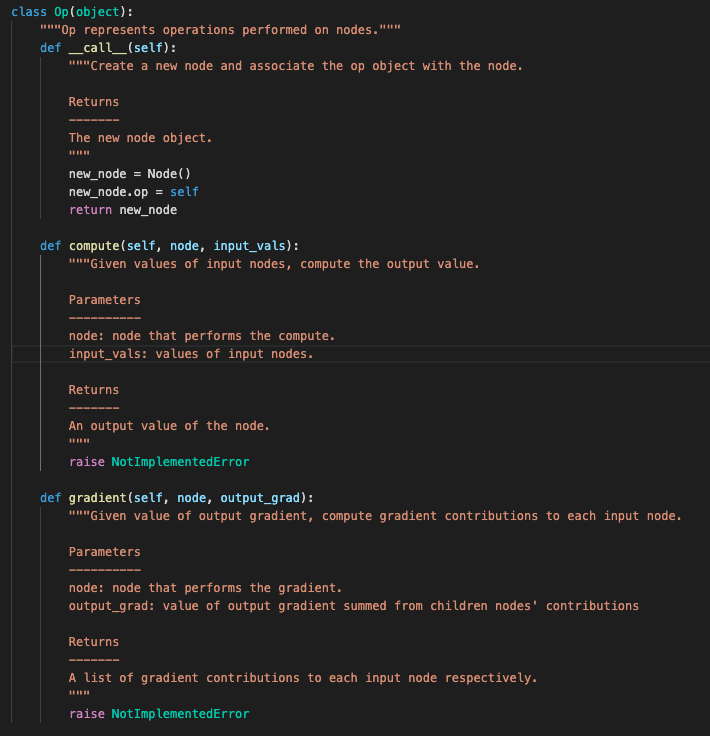 class Op(object):
    """Op represents operations performed on nodes."""
    def __call__(self):
        """Create a new node and associate the op object with the node.

        Returns
        -------
        The new node object.
        """
        new_node = Node()
        new_node.op = self
        return new_node

    def compute(self, node, input_vals):
        """Given values of input nodes, compute the output value.

        Parameters
        ----------
        node: node that performs the compute.
        input_vals: values of input nodes.

        Returns
        -------
        An output value of the node.
        """
        raise NotImplementedError

    def gradient(self, node, output_grad):
        """Given value of output gradient, compute gradient contributions to each input node.

        Parameters
        ----------
        node: node that performs the gradient.
        output_grad: value of output gradient summed from children nodes' contributions

        Returns
        -------
        A list of gradient contributions to each input node respectively.
        """
        raise NotImplementedError